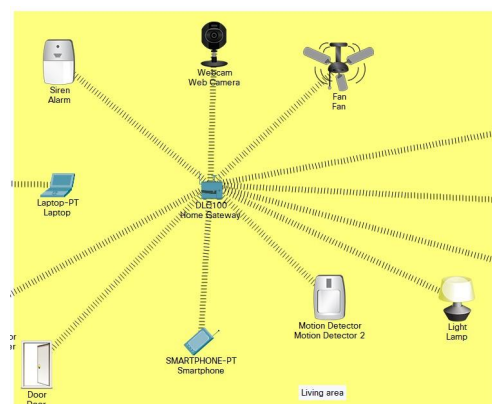 Webcam
Web Camera
Siren
Alarm
Fan
Fan
Laptop-PT
Laptop
DLC100
Home Gateway
Motion Detector
Motion Detector 2
Light
Lamp
SMARTPHONE-PT
Smartphone
Door
Living area